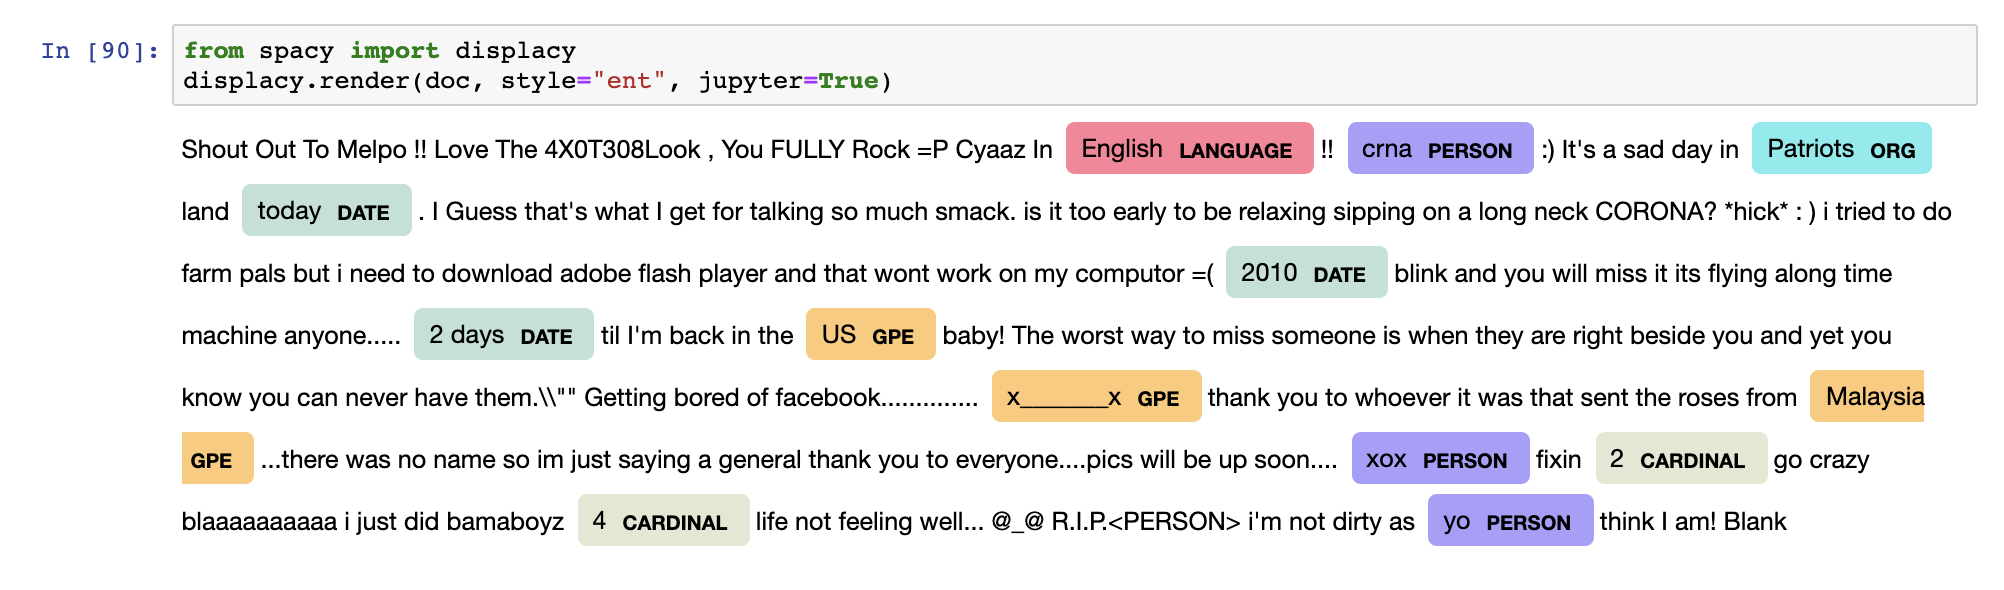 In [90]: from spacy import displacy
displacy.render(doc, style="ent", jupyter=True)
Shout Out To Melpo !! Love The 4X0T308Look , You FULLY Rock =P Cyaaz In English LANGUAGE !! crna PERSON :) It's a sad day in Patriots ORG
land today DATE . I Guess that's what I get for talking so much smack. is it too early to be relaxing sipping on a long neck CORONA? *hick* : ) i tried to do
farm pals but i need to download adobe flash player and that wont work on my computor =( 2010 DATE blink and you will miss it its flying along time
machine anyone..... 2 days DATE til I'm back in the US GPE baby! The worst way to miss someone is when they are right beside you and yet you
know you can never have them.\\"" Getting bored of facebook.............. x_______x GPE thank you to whoever it was that sent the roses from Malaysia
GPE ...there was no name so im just saying a general thank you to everyone....pics will be up soon.... xox PERSON fixin 2 CARDINAL go crazy
blaaaaaaaaaa i just did bamaboyz 4 CARDINAL life not feeling well... @_@ R.I.P.<PERSON> i'm not dirty as yo PERSON think I am! Blank